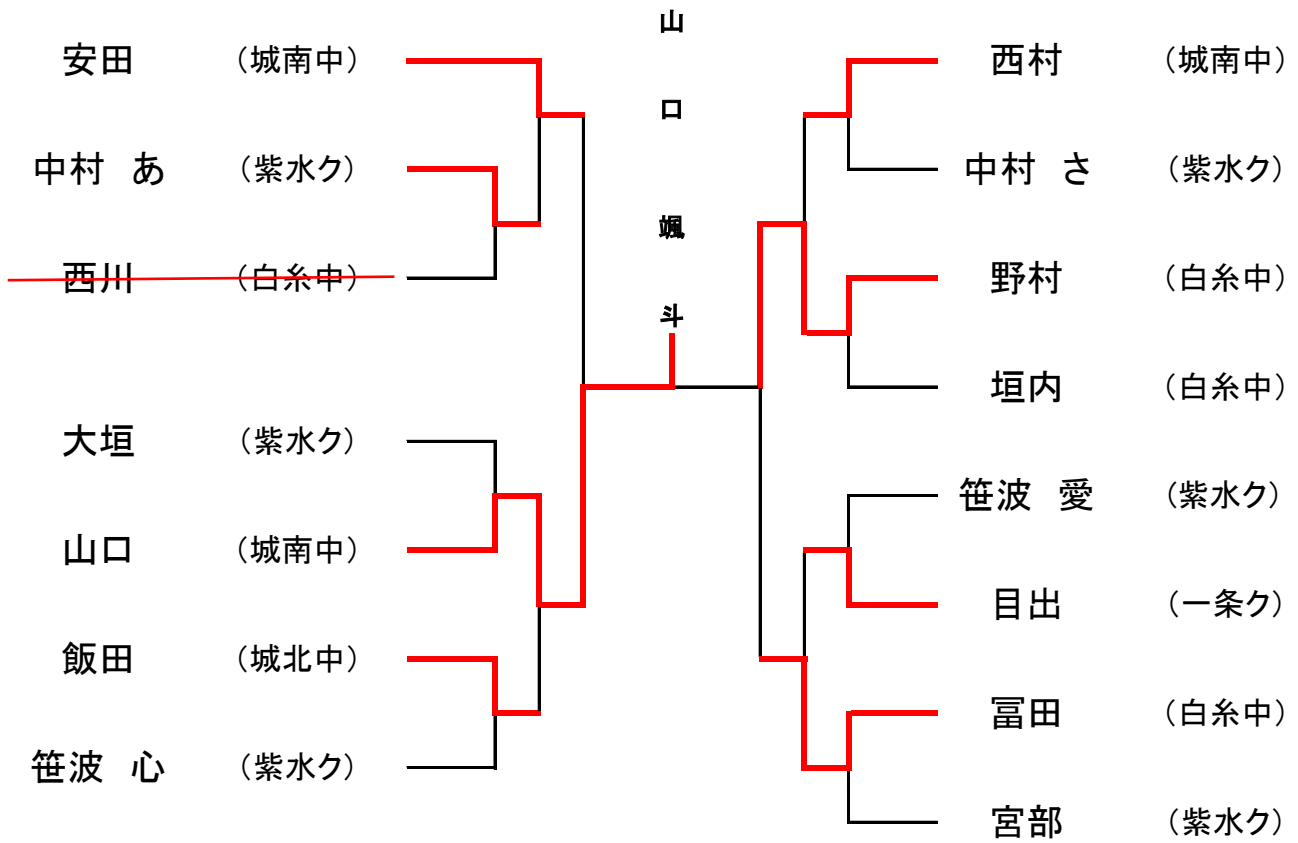 安田 (城南中)
中村 あ (紫水ク)
西川 (白糸中)
大垣 (紫水ク)
山口 (城南中)
飯田 (城北中)
笹波 心 (紫水ク)
山口颯斗
西村 (城南中)
中村 さ (紫水ク)
野村 (白糸中)
垣内 (白糸中)
笹波 愛 (紫水ク)
目出 (一条ク)
冨田 (白糸中)
宮部 (紫水ク)